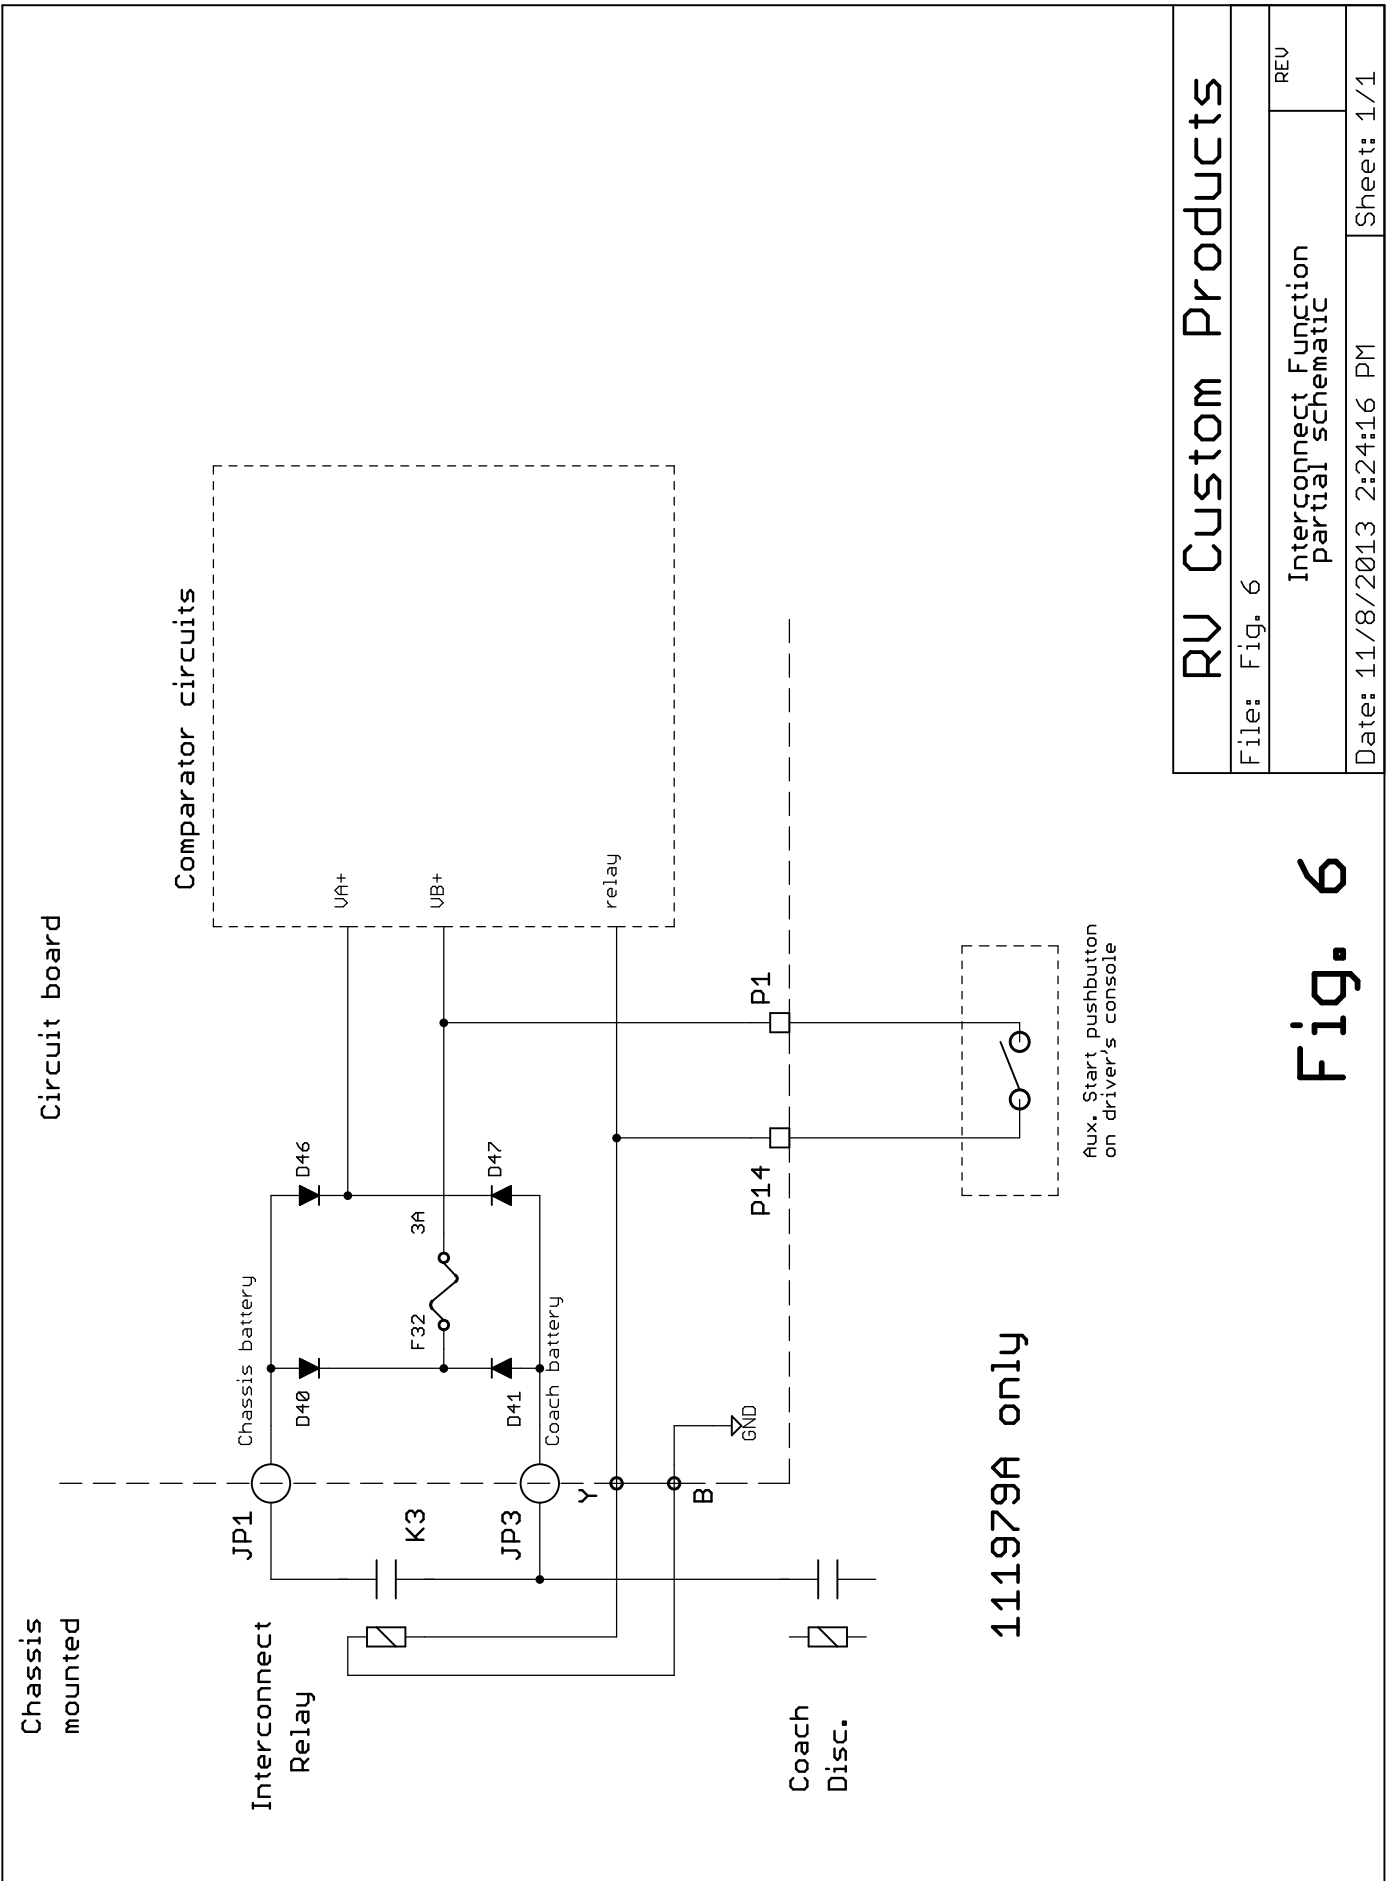 Chassis
mounted
Circuit board
Comparator circuits
Interconnect
Relay
JP1
K3
JP3
Chassis battery
D40
D46
F32
3A
D41
D47
Coach battery
VA+
VB+
relay
Y
B
GND
P14
P1
Coach
Disc.
111979A only
Aux. Start pushbutton
on driver's console
Fig. 6
RV Custom Products
File: Fig. 6
Interconnect Function
partial schematic
REV
Date: 11/8/2013 2:24:16 PM
Sheet: 1/1